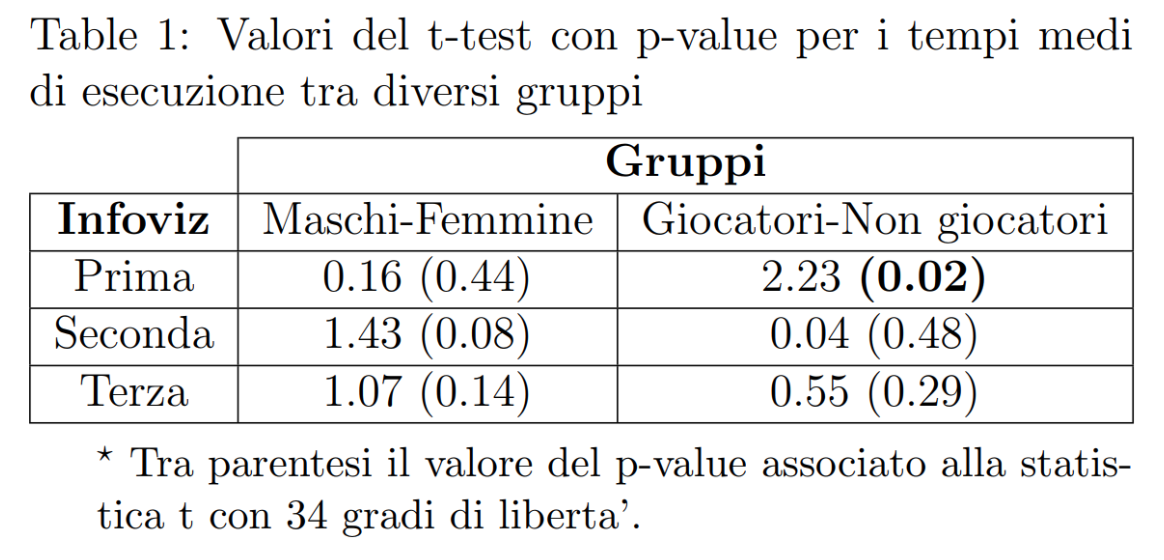 Table 1: Valori del t-test con p-value per i tempi medi
di esecuzione tra diversi gruppi
Gruppi
Infoviz Maschi-Femmine Giocatori-Non giocatori
Prima 0.16 (0.44) 2.23 (0.02)
Seconda 1.43 (0.08) 0.04 (0.48)
Terza 1.07 (0.14) 0.55 (0.29)
⋆ Tra parentesi il valore del p-value associato alla statis-
tica t con 34 gradi di liberta’.